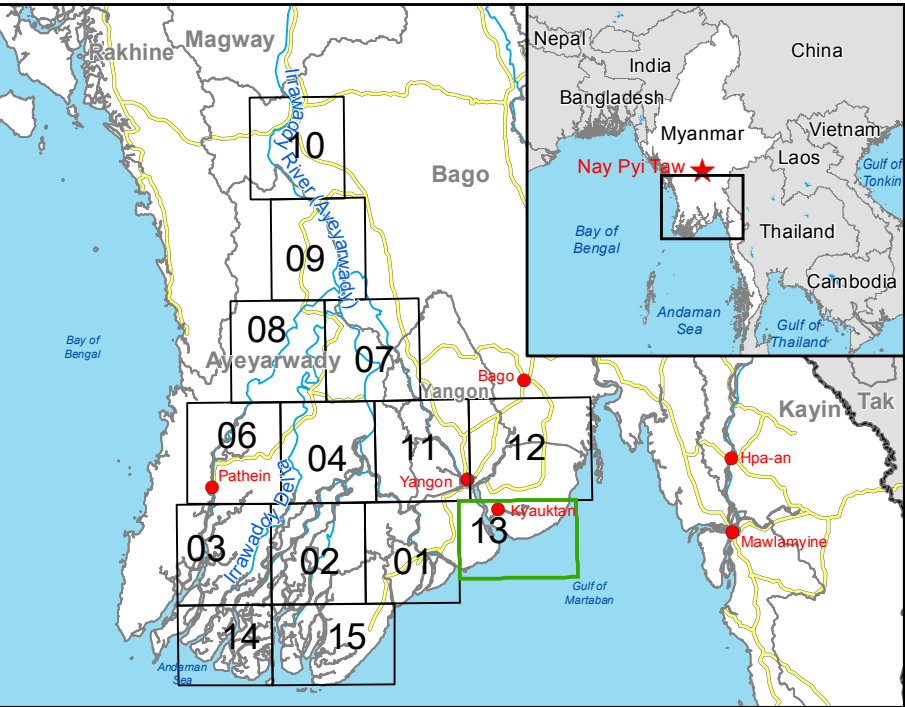 Rakhine
Magway
Irrawaddy River (Ayeyarwady)
10
Bago
09
08
Ayeyarwady
07
Bay of
Bengal
Yangon
Bago
06
Pathein
04
11
Yangon
12
Kayin
Tak
Hpa-an
Kyauktan
13
Mawlamyine
03
Irrawaddy Delta
02
01
Gulf of
Martaban
14
15
Andaman
Sea
Nepal
India
China
Bangladesh
Myanmar
Vietnam
Nay Pyi Taw
Laos
Gulf of
Tonkin
Bay of
Bengal
Thailand
Cambodia
Andaman
Sea
Gulf of
Thailand